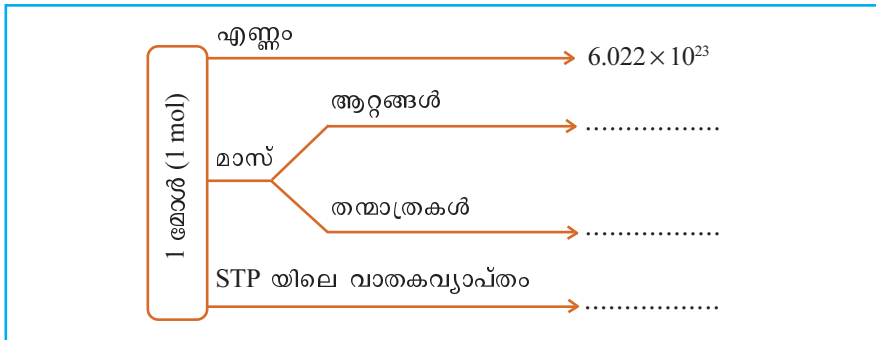 എണ്ണം
6.022 × 10²³
1 മോൾ (1 mol)
ആറ്റങ്ങൾ
.................
മാസ്
തന്മാത്രകൾ
.................
STP യിലെ വാതകവ്യാപ്തം
.................